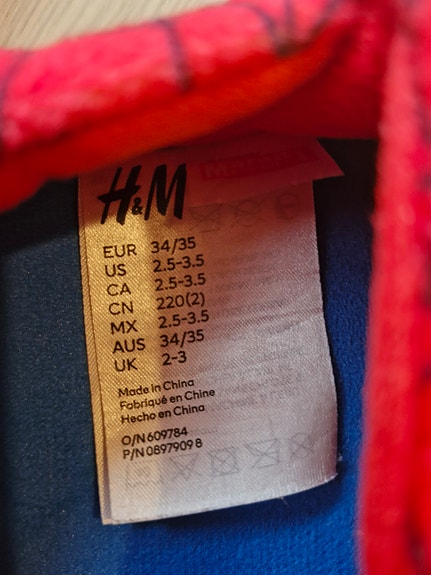 H&M
MARVEL
EUR 34/35
US 2.5-3.5
CA 2.5-3.5
CN 220(2)
MX 2.5-3.5
AUS 34/35
UK 2-3
Made in China
Fabriqué en Chine
Hecho en China
O/N 609784
P/N 0897909 8